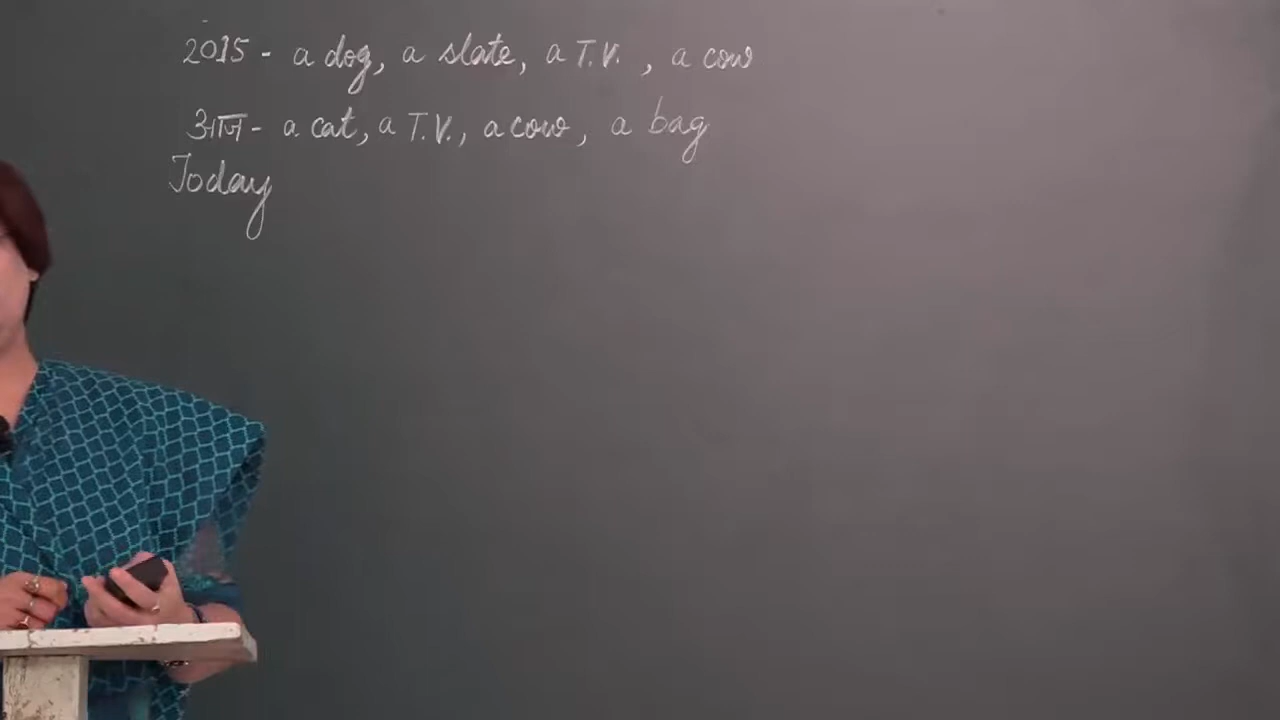 2015 - a dog, a slate, a T.V. , a cow
आज - a cat, a T.V., a cow, a bag
Today